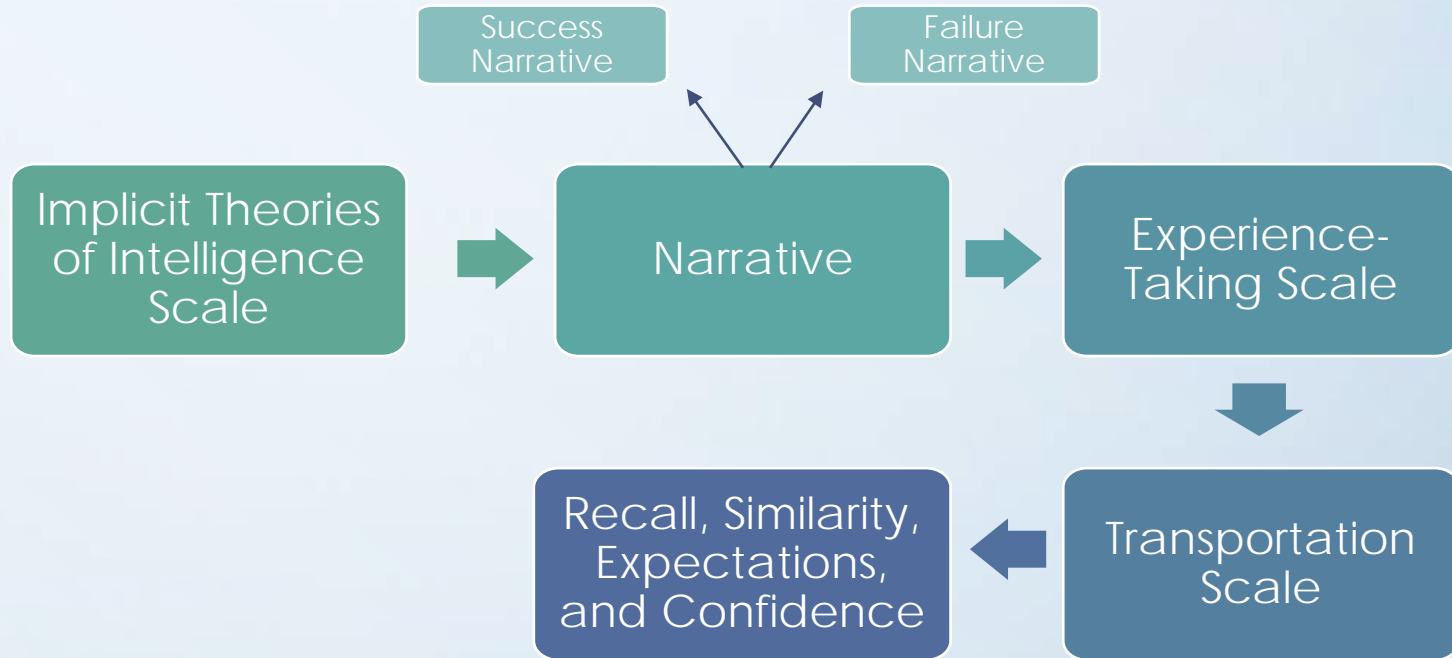 Success
Narrative
Failure
Narrative
Implicit Theories
of Intelligence
Scale
Narrative
Experience-
Taking Scale
Transportation
Scale
Recall, Similarity,
Expectations,
and Confidence